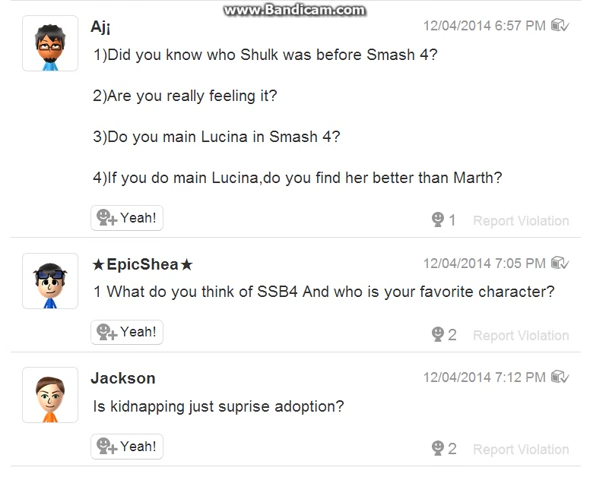 www.Bandicam.com
Aj¡ 12/04/2014 6:57 PM
1)Did you know who Shulk was before Smash 4?
2)Are you really feeling it?
3)Do you main Lucina in Smash 4?
4)If you do main Lucina,do you find her better than Marth?
Yeah! 1 Report Violation
★EpicShea★ 12/04/2014 7:05 PM
1 What do you think of SSB4 And who is your favorite character?
Yeah! 2 Report Violation
Jackson 12/04/2014 7:12 PM
Is kidnapping just suprise adoption?
Yeah! 2 Report Violation